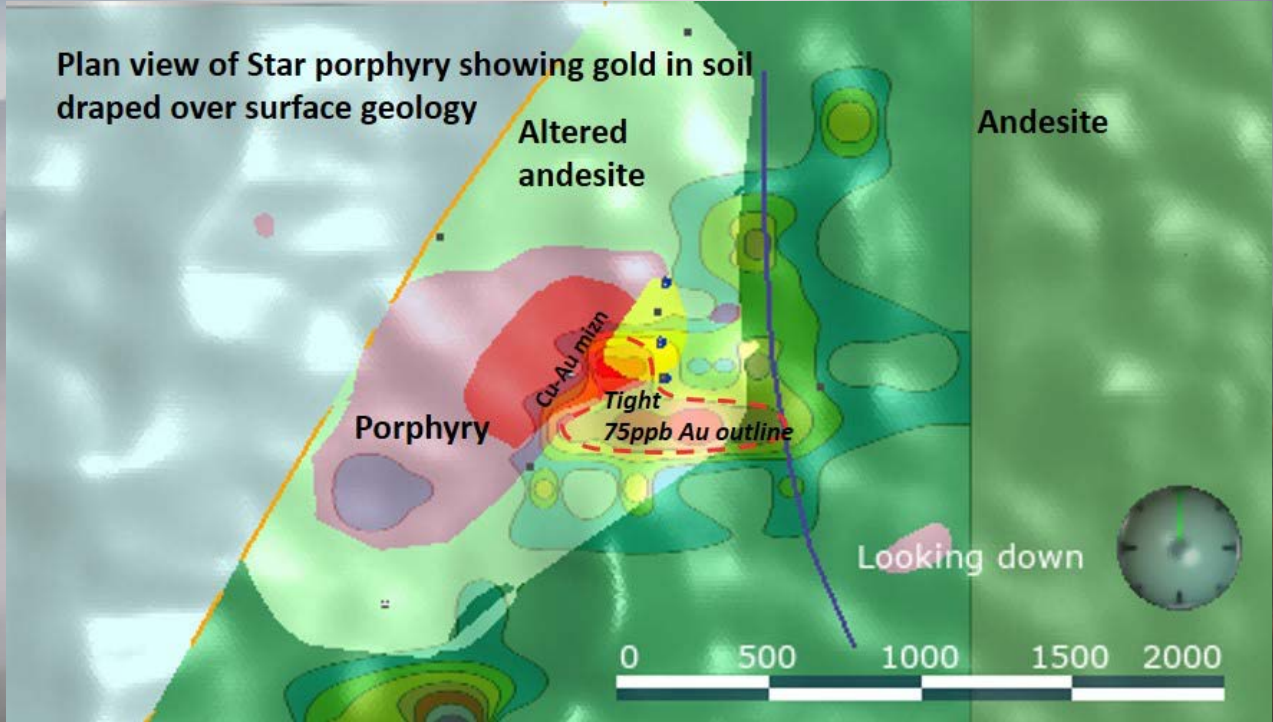 Plan view of Star porphyry showing gold in soil
draped over surface geology
Altered
andesite
Andesite
Cu-Au mizn
Porphyry
Tight
75ppb Au outline
Looking down
0 500 1000 1500 2000